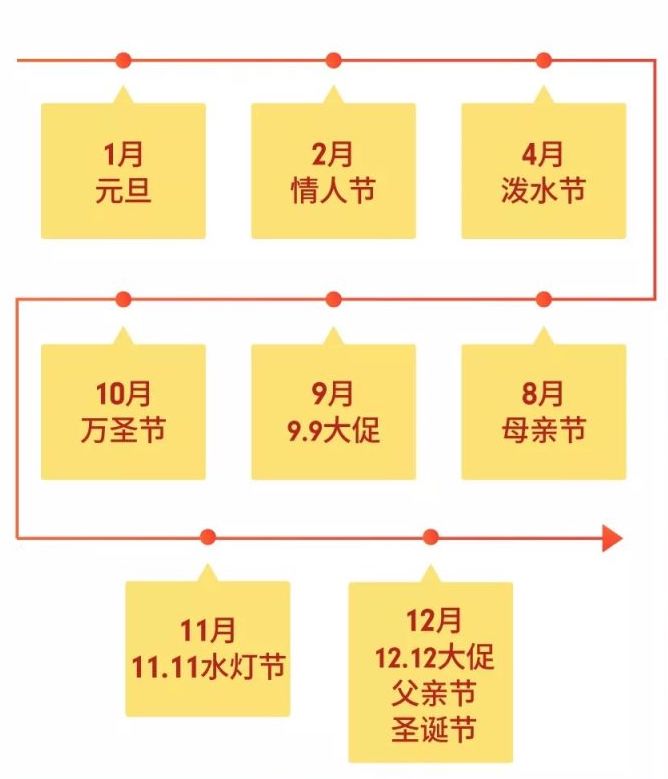 1月
元旦
2月
情人节
4月
泼水节
10月
万圣节
9月
9.9大促
8月
母亲节
11月
11.11水灯节
12月
12.12大促
父亲节
圣诞节